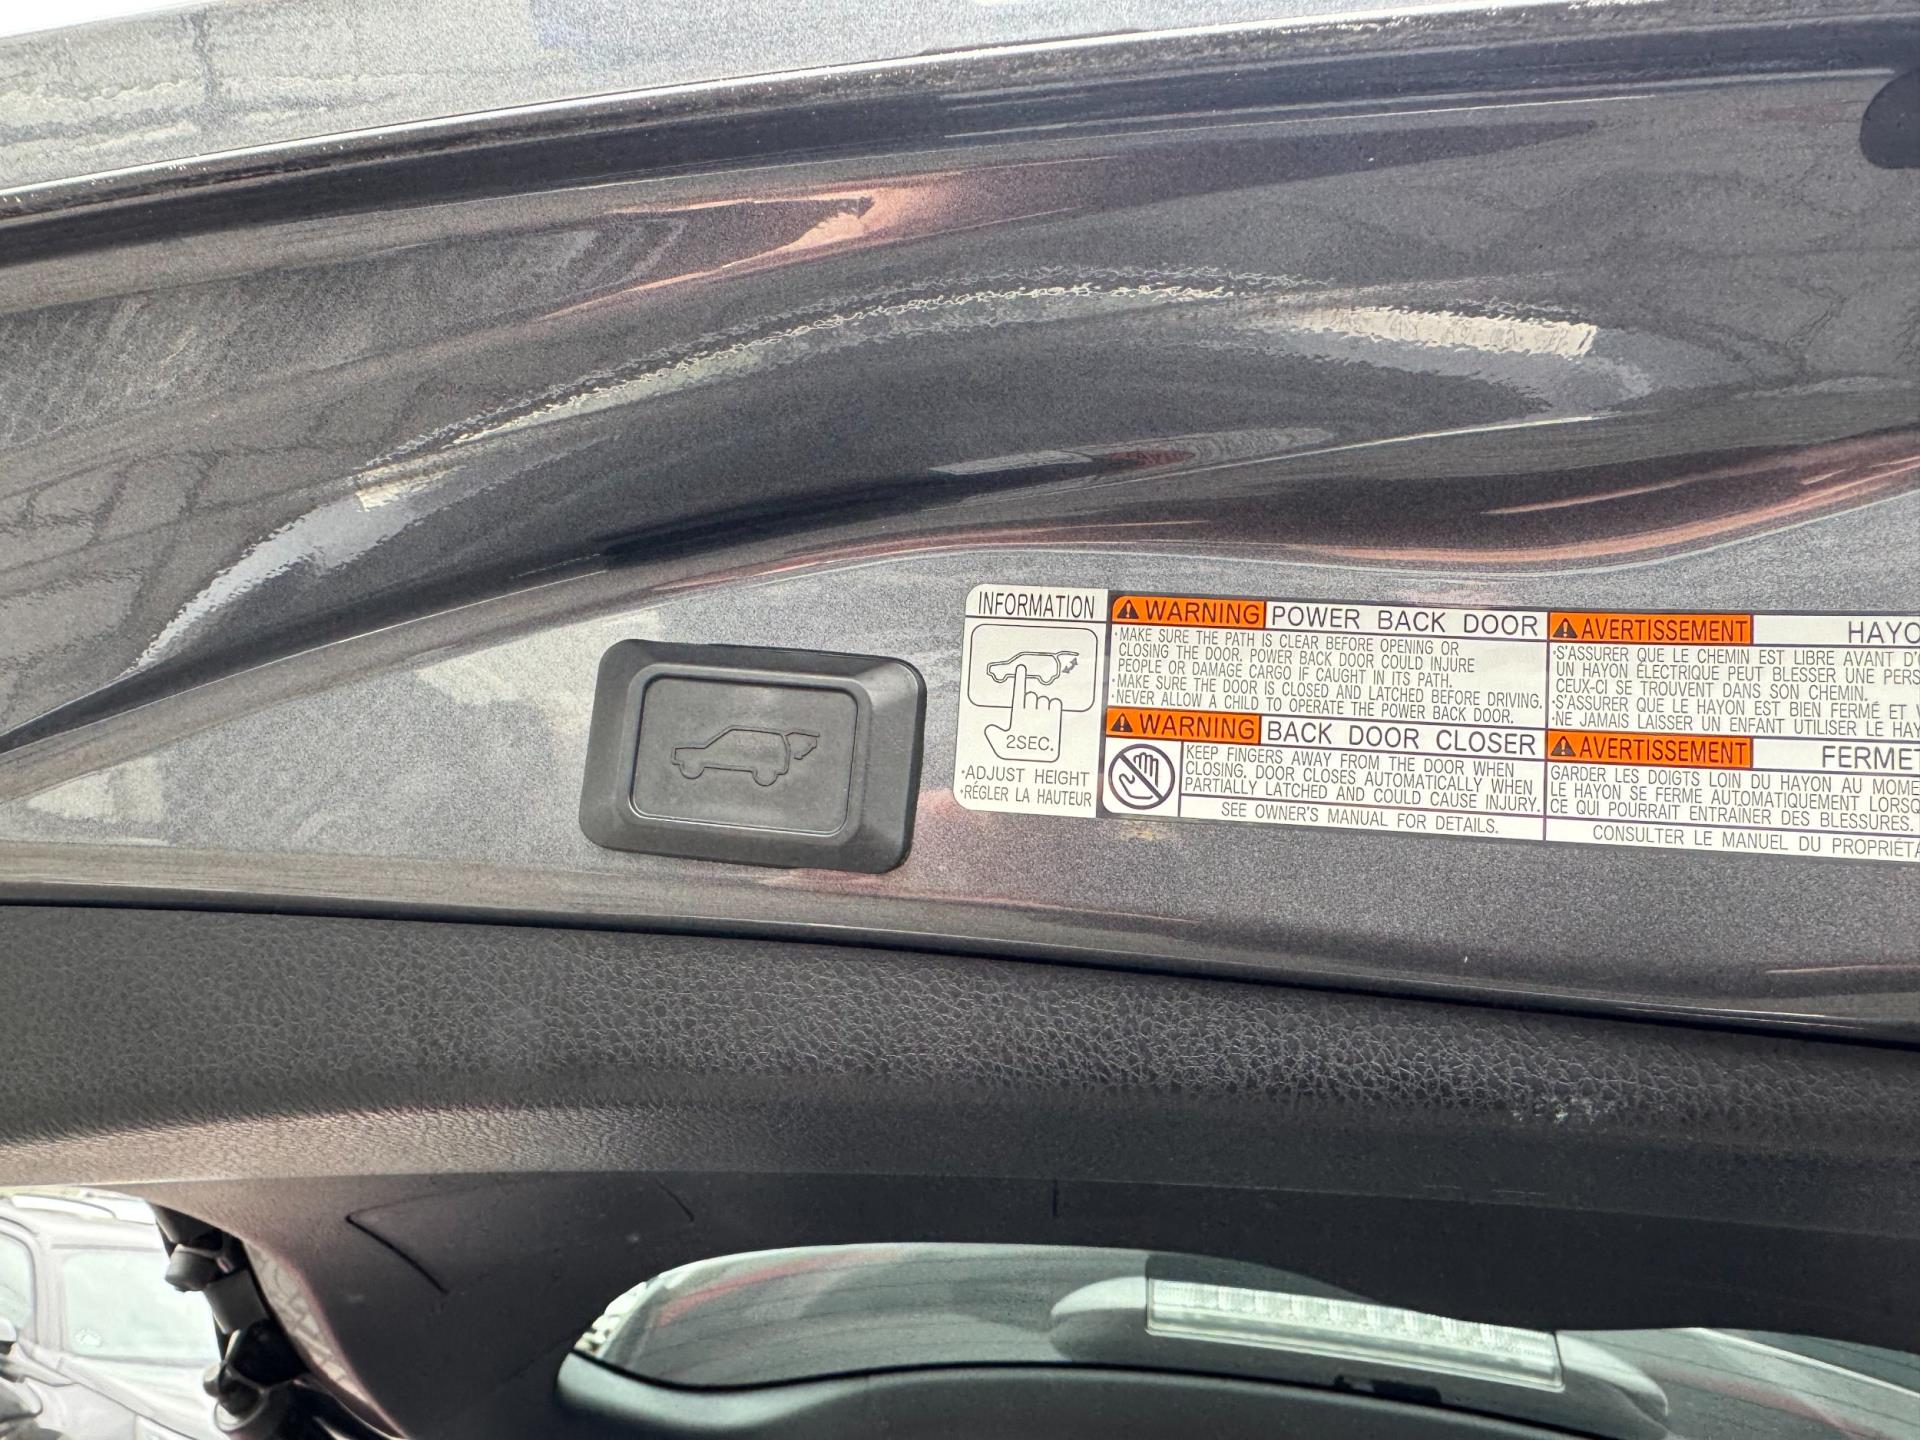 INFORMATION
2SEC.
·ADJUST HEIGHT
·RÉGLER LA HAUTEUR
WARNING POWER BACK DOOR
·MAKE SURE THE PATH IS CLEAR BEFORE OPENING OR
CLOSING THE DOOR. POWER BACK DOOR COULD INJURE
PEOPLE OR DAMAGE CARGO IF CAUGHT IN ITS PATH.
·MAKE SURE THE DOOR IS CLOSED AND LATCHED BEFORE DRIVING.
·NEVER ALLOW A CHILD TO OPERATE THE POWER BACK DOOR.
WARNING BACK DOOR CLOSER
KEEP FINGERS AWAY FROM THE DOOR WHEN
CLOSING. DOOR CLOSES AUTOMATICALLY WHEN
PARTIALLY LATCHED AND COULD CAUSE INJURY.
SEE OWNER'S MANUAL FOR DETAILS.
AVERTISSEMENT HAYO
·S'ASSURER QUE LE CHEMIN EST LIBRE AVANT D'
UN HAYON ÉLECTRIQUE PEUT BLESSER UNE PERS
CEUX-CI SE TROUVENT DANS SON CHEMIN.
·S'ASSURER QUE LE HAYON EST BIEN FERMÉ ET
·NE JAMAIS LAISSER UN ENFANT UTILISER LE HAY
AVERTISSEMENT FERMET
GARDER LES DOIGTS LOIN DU HAYON AU MOME
LE HAYON SE FERME AUTOMATIQUEMENT LORSQ
CE QUI POURRAIT ENTRAINER DES BLESSURES.
CONSULTER LE MANUEL DU PROPRIÉTA